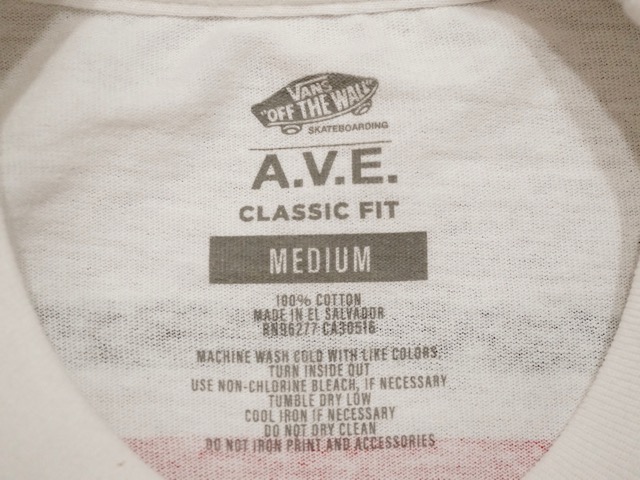 VANS
"OFF THE WALL"
SKATEBOARDING
A.V.E.
CLASSIC FIT
MEDIUM
100% COTTON
MADE IN EL SALVADOR
RN96277 CA30516
MACHINE WASH COLD WITH LIKE COLORS,
TURN INSIDE OUT
USE NON-CHLORINE BLEACH, IF NECESSARY
TUMBLE DRY LOW
COOL IRON IF NECESSARY
DO NOT DRY CLEAN
DO NOT IRON PRINT AND ACCESSORIES